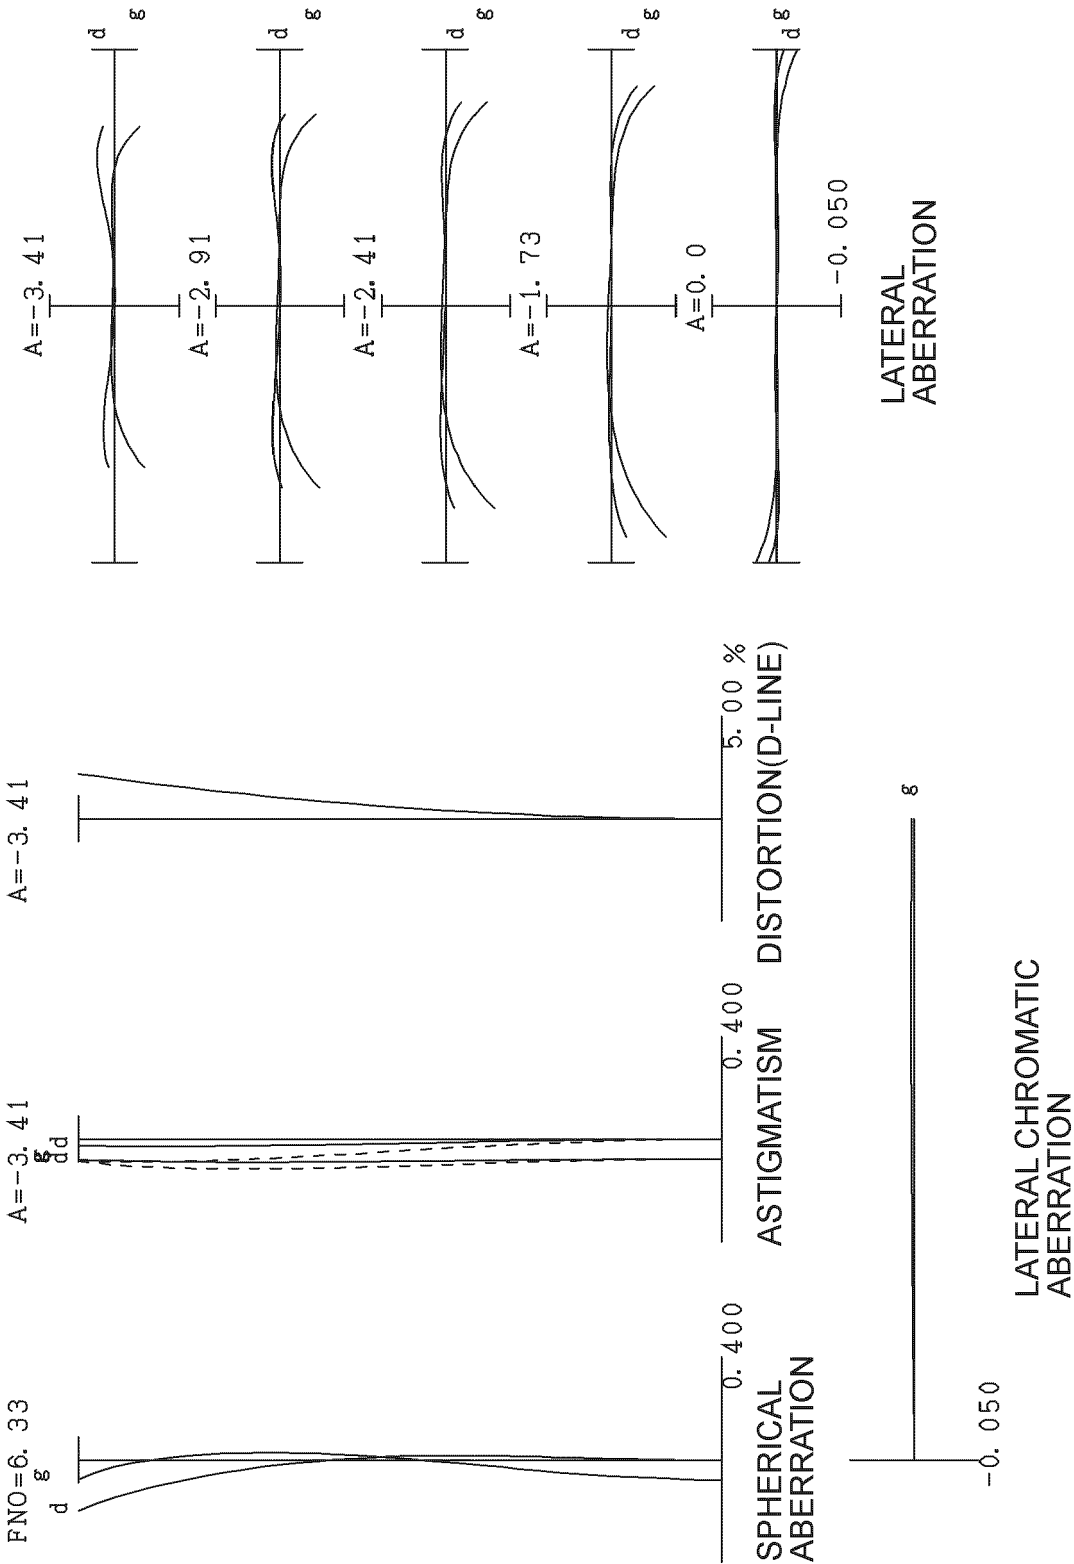 FNO=6. 33
g
d
0. 400
SPHERICAL
ABERRATION
A=-3. 41
g
d d
0. 400
ASTIGMATISM
A=-3. 41
5. 00 %
DISTORTION(D-LINE)
g
-0. 050
LATERAL CHROMATIC
ABERRATION
A=-3. 41
d
g
A=-2. 91
d
g
A=-2. 41
d
g
A=-1. 73
d
g
A=0. 0
d
g
-0. 050
LATERAL
ABERRATION